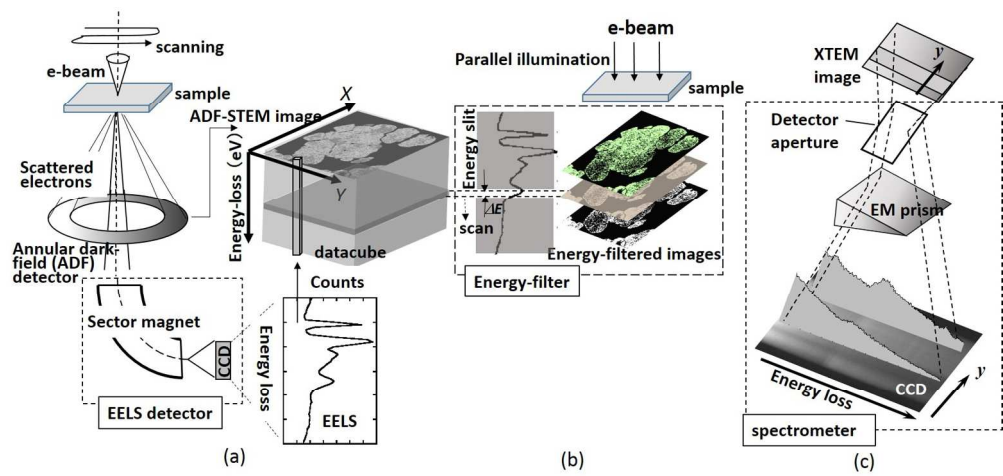 scanning
e-beam
sample
Scattered
electrons
Annular dark-
field (ADF)
detector
Sector magnet
CCD
EELS detector
ADF-STEM image
X
Y
Energy-loss (eV)
datacube
Counts
Energy loss
EELS
(a)
e-beam
Parallel illumination
sample
Energy slit
ΔE
scan
Energy-filtered images
Energy-filter
(b)
XTEM
image
y
Detector
aperture
EM prism
CCD
Energy loss
y
spectrometer
(c)